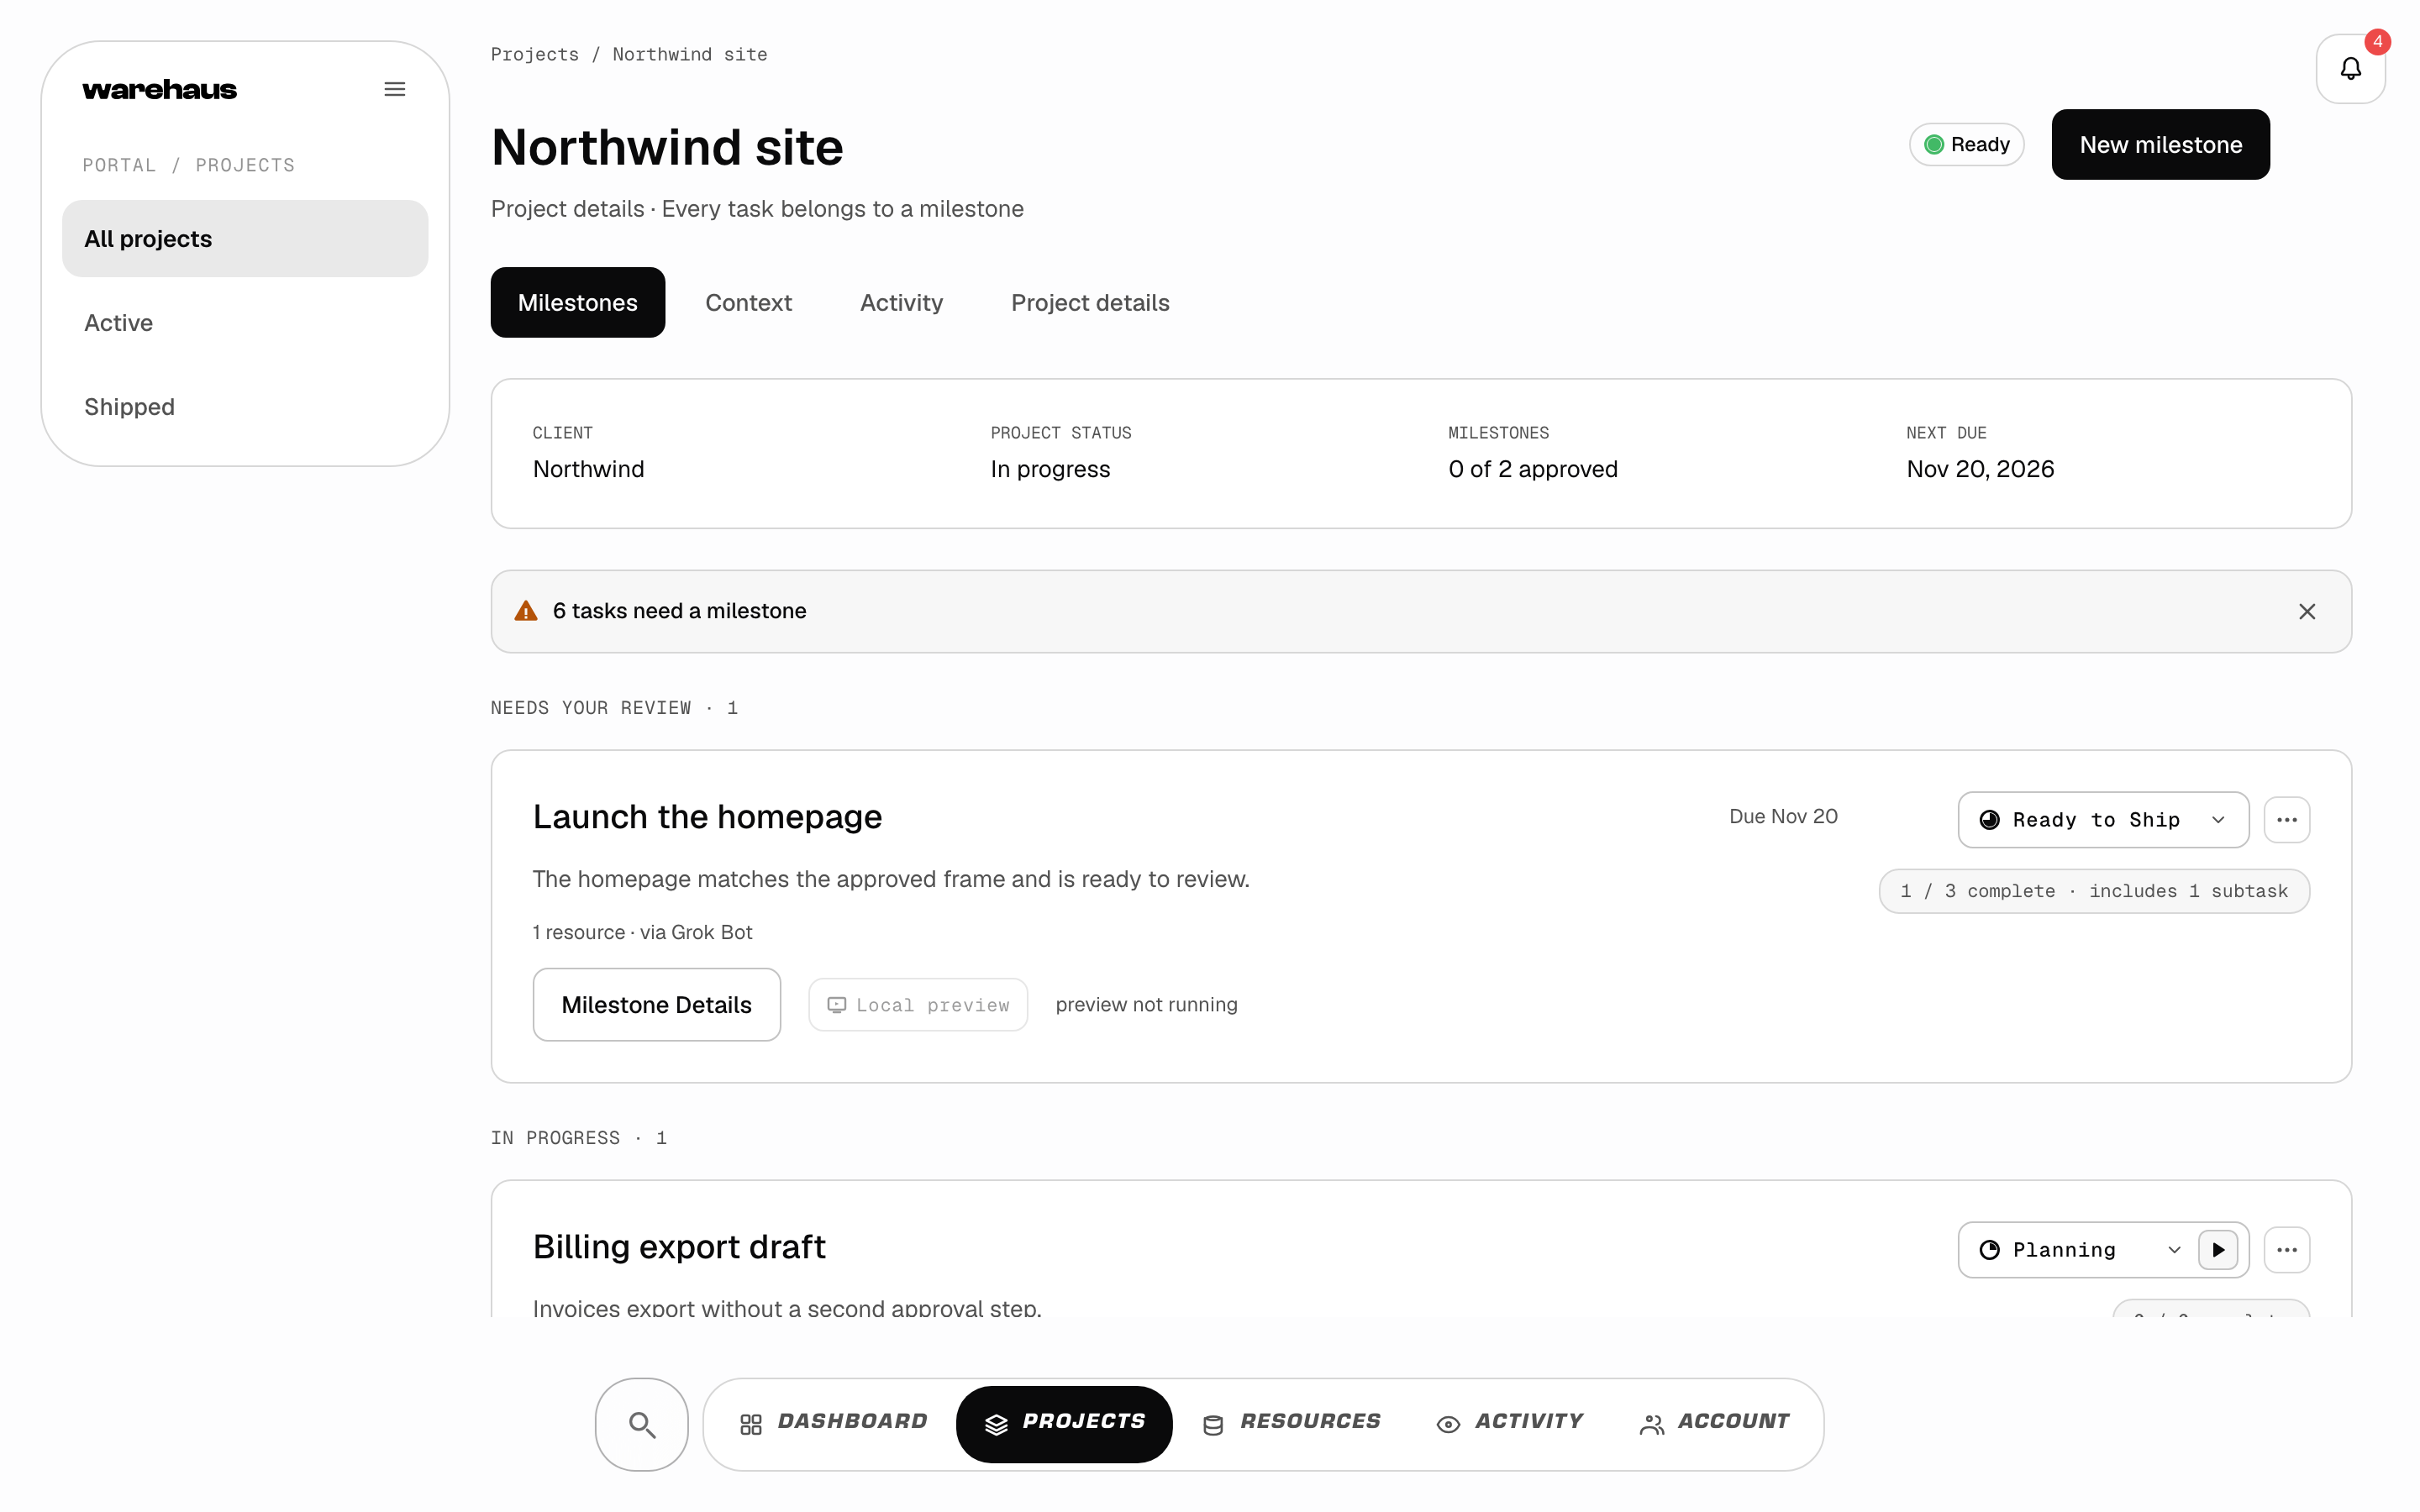 warehaus
PORTAL / PROJECTS
All projects
Active
Shipped
Projects / Northwind site
4
Northwind site
Ready
New milestone
Project details · Every task belongs to a milestone
Milestones
Context
Activity
Project details
CLIENT
Northwind
PROJECT STATUS
In progress
MILESTONES
0 of 2 approved
NEXT DUE
Nov 20, 2026
6 tasks need a milestone
NEEDS YOUR REVIEW · 1
Launch the homepage
Due Nov 20
Ready to Ship
The homepage matches the approved frame and is ready to review.
1 / 3 complete · includes 1 subtask
1 resource · via Grok Bot
Milestone Details
Local preview
preview not running
IN PROGRESS · 1
Billing export draft
Planning
Invoices export without a second approval step.
DASHBOARD
PROJECTS
RESOURCES
ACTIVITY
ACCOUNT